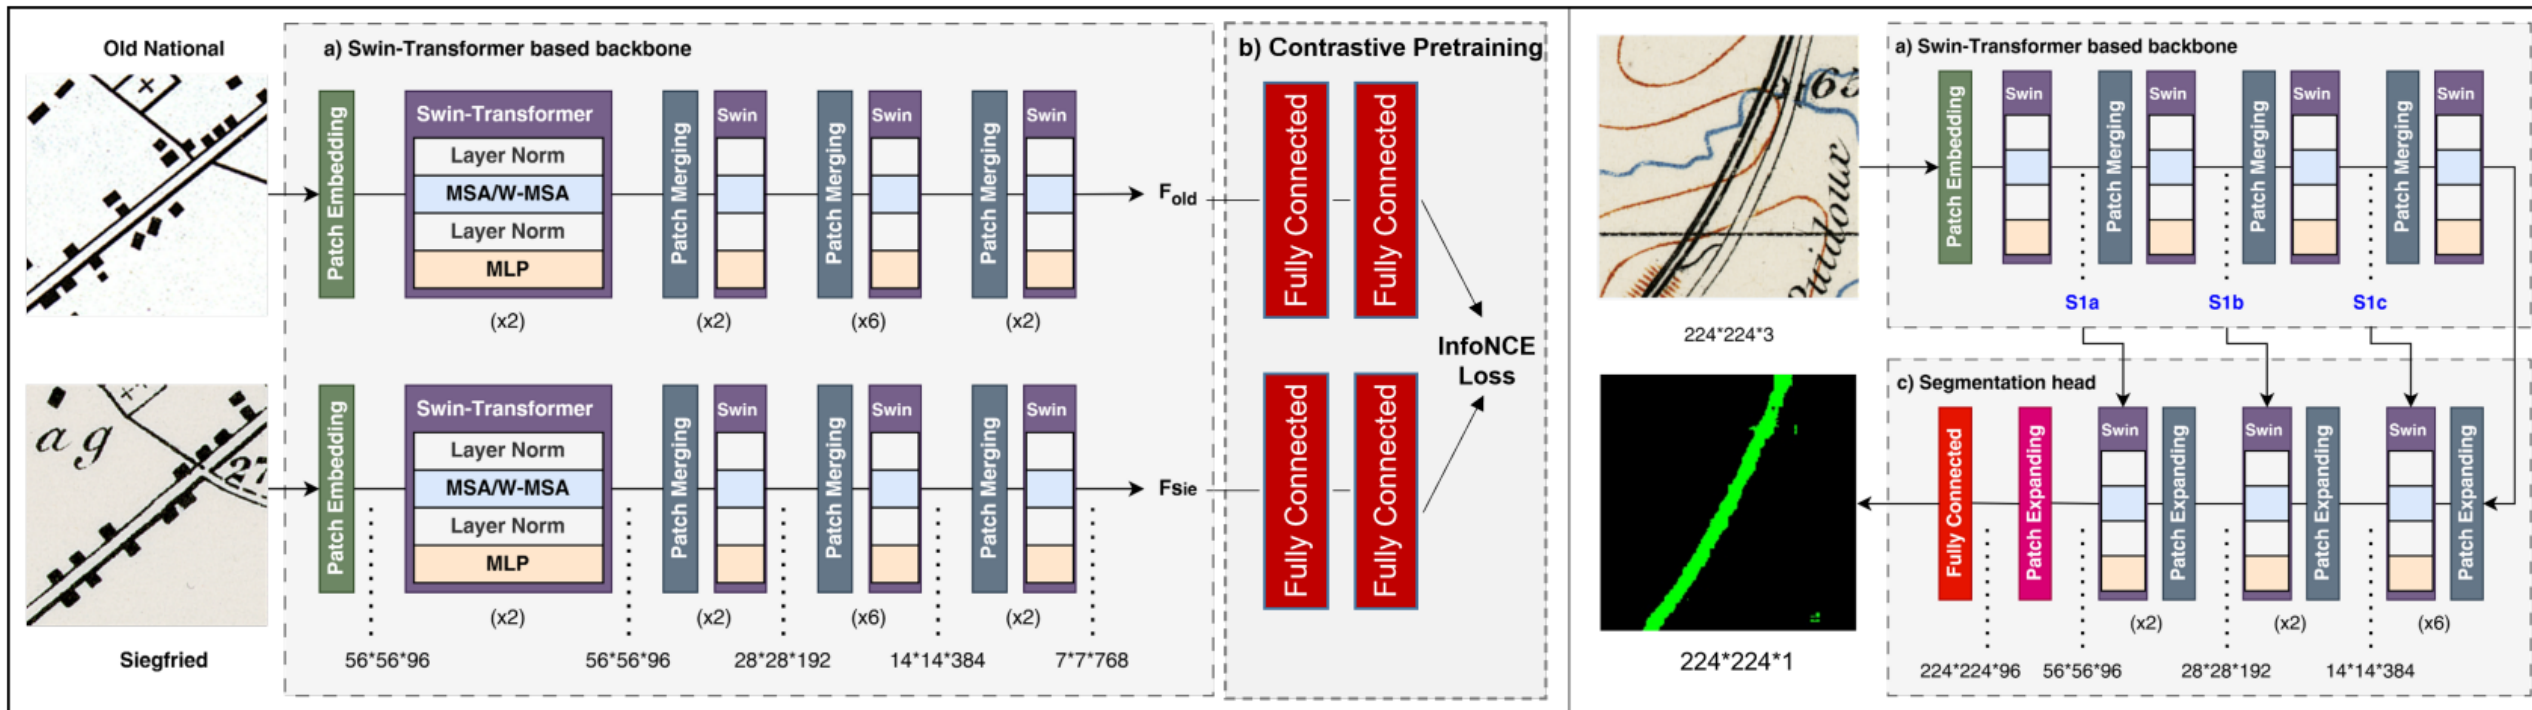 Old National
a) Swin-Transformer based backbone
Patch Embedding
Swin-Transformer
Layer Norm
MSA/W-MSA
Layer Norm
MLP
(x2)
Patch Merging
Swin
(x2)
Patch Merging
Swin
(x6)
Patch Merging
Swin
(x2)
Fold
ag
27
Siegfried
Patch Embedding
Swin-Transformer
Layer Norm
MSA/W-MSA
Layer Norm
MLP
(x2)
Patch Merging
Swin
(x2)
Patch Merging
Swin
(x6)
Patch Merging
Swin
(x2)
FSie
56*56*96
56*56*96
28*28*192
14*14*384
7*7*768
b) Contrastive Pretraining
Fully Connected
Fully Connected
InfoNCE
Loss
Fully Connected
Fully Connected
65
Puidoux
224*224*3
a) Swin-Transformer based backbone
Patch Embedding
Swin
Patch Merging
Swin
Patch Merging
Swin
Patch Merging
Swin
S1a
S1b
S1c
c) Segmentation head
Fully Connected
Patch Expanding
Swin
(x2)
Patch Expanding
Swin
(x2)
Patch Expanding
Swin
(x6)
Patch Expanding
224*224*1
224*224*96
56*56*96
28*28*192
14*14*384